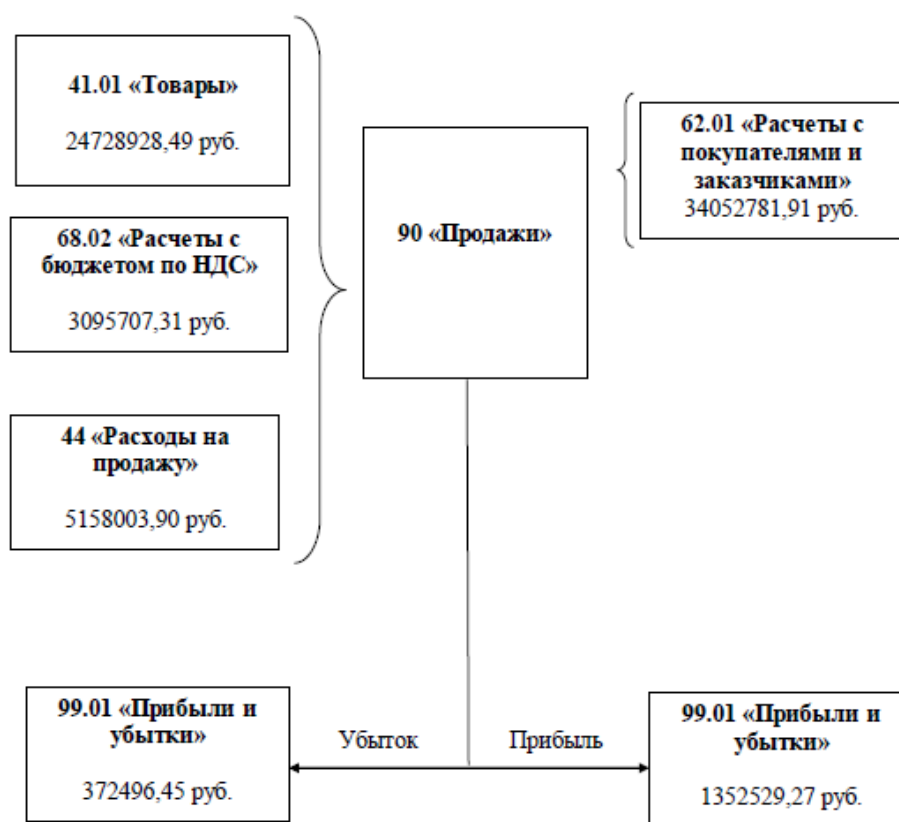 41.01 «Товары»
24728928,49 руб.
68.02 «Расчеты с
бюджетом по НДС»
3095707,31 руб.
44 «Расходы на
продажу»
5158003,90 руб.
90 «Продажи»
62.01 «Расчеты с
покупателями и
заказчиками»
34052781,91 руб.
99.01 «Прибыли и
убытки»
372496,45 руб.
Убыток
Прибыль
99.01 «Прибыли и
убытки»
1352529,27 руб.